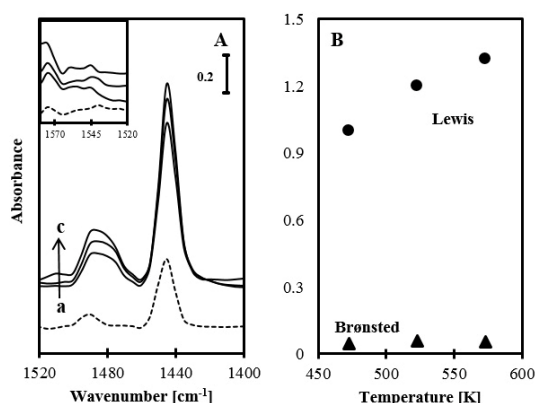 A
0.2
1570 1545 1520
Absorbance
c
a
1520 1480 1440 1400
Wavenumber [cm-1]
B
1.5
1.2
0.9
0.6
0.3
0
Lewis
Brønsted
450 500 550 600
Temperature [K]